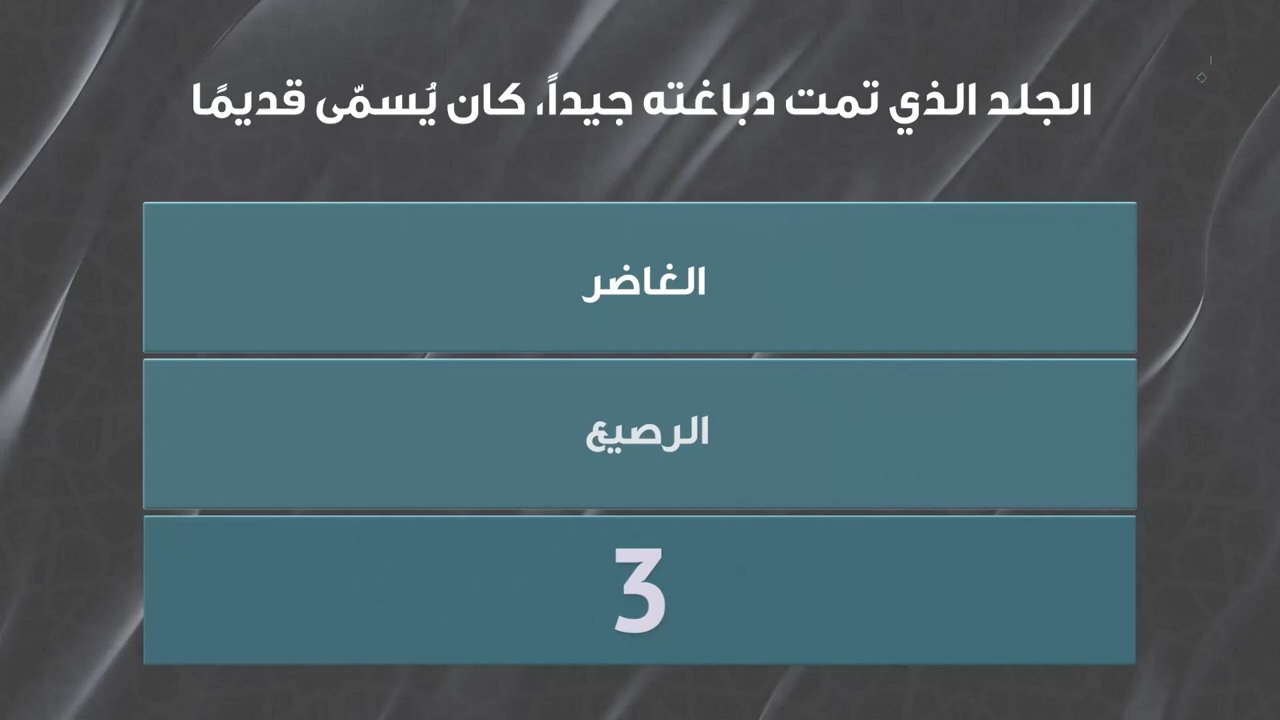 الجلد الذي تمت دباغته جيداً، كان يُسمّى قديمًا
الغاضر
الرصيع
3